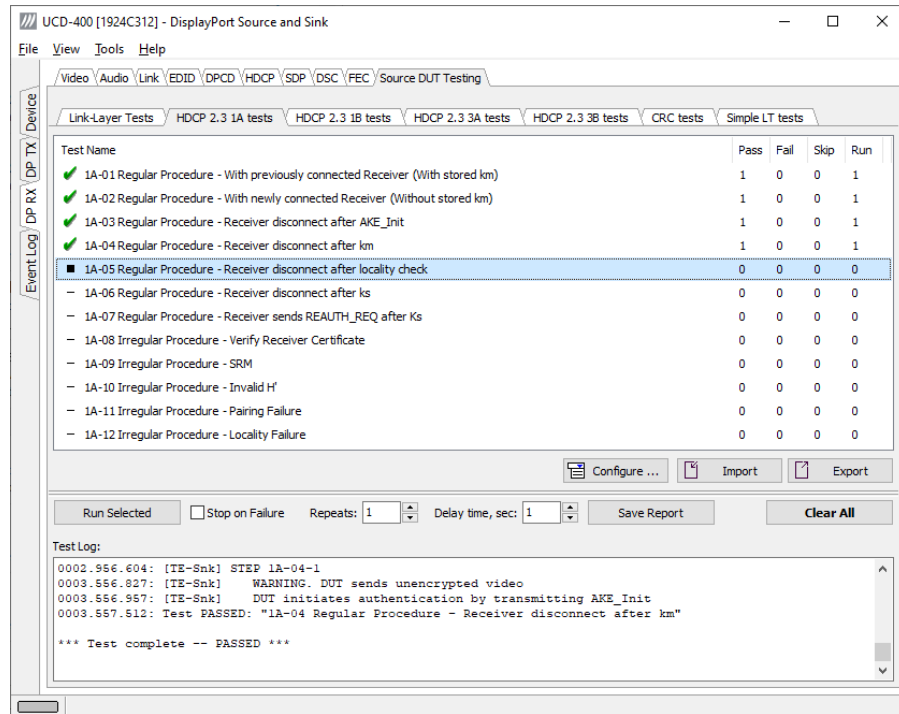 UCD-400 [1924C312] - DisplayPort Source and Sink
File View Tools Help
Video Audio Link EDID DPCD HDCP SDP DSC FEC Source DUT Testing
Device
DP TX
DP RX
Event Log
Link-Layer Tests HDCP 2.3 1A tests HDCP 2.3 1B tests HDCP 2.3 3A tests HDCP 2.3 3B tests CRC tests Simple LT tests
Test Name Pass Fail Skip Run
1A-01 Regular Procedure - With previously connected Receiver (With stored km) 1 0 0 1
1A-02 Regular Procedure - With newly connected Receiver (Without stored km) 1 0 0 1
1A-03 Regular Procedure - Receiver disconnect after AKE_Init 1 0 0 1
1A-04 Regular Procedure - Receiver disconnect after km 1 0 0 1
1A-05 Regular Procedure - Receiver disconnect after locality check 0 0 0 0
1A-06 Regular Procedure - Receiver disconnect after ks 0 0 0 0
1A-07 Regular Procedure - Receiver sends REAUTH_REQ after Ks 0 0 0 0
1A-08 Irregular Procedure - Verify Receiver Certificate 0 0 0 0
1A-09 Irregular Procedure - SRM 0 0 0 0
1A-10 Irregular Procedure - Invalid H' 0 0 0 0
1A-11 Irregular Procedure - Pairing Failure 0 0 0 0
1A-12 Irregular Procedure - Locality Failure 0 0 0 0
Configure ... Import Export
Run Selected Stop on Failure Repeats: 1 Delay time, sec: 1 Save Report Clear All
Test Log:
0002.956.604: [TE-Snk] STEP 1A-04-1
0003.556.827: [TE-Snk] WARNING. DUT sends unencrypted video
0003.556.957: [TE-Snk] DUT initiates authentication by transmitting AKE_Init
0003.557.512: Test PASSED: "1A-04 Regular Procedure - Receiver disconnect after km"
*** Test complete -- PASSED ***